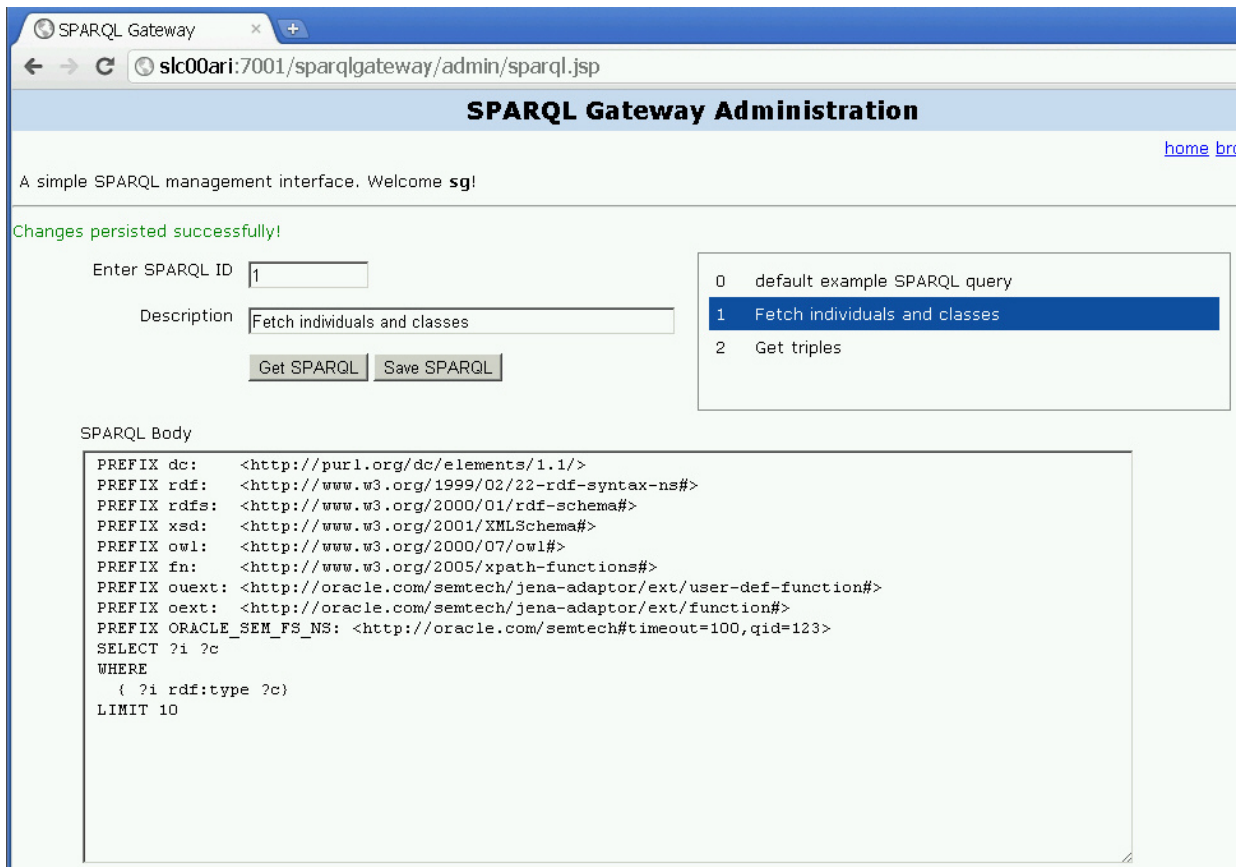 SPARQL Gateway
slc00ari:7001/sparqlgateway/admin/sparql.jsp
SPARQL Gateway Administration
home bro
A simple SPARQL management interface. Welcome sg!
Changes persisted successfully!
Enter SPARQL ID 1
Description Fetch individuals and classes
Get SPARQL Save SPARQL
0 default example SPARQL query
1 Fetch individuals and classes
2 Get triples
SPARQL Body
PREFIX dc: <http://purl.org/dc/elements/1.1/>
PREFIX rdf: <http://www.w3.org/1999/02/22-rdf-syntax-ns#>
PREFIX rdfs: <http://www.w3.org/2000/01/rdf-schema#>
PREFIX xsd: <http://www.w3.org/2001/XMLSchema#>
PREFIX owl: <http://www.w3.org/2000/07/owl#>
PREFIX fn: <http://www.w3.org/2005/xpath-functions#>
PREFIX ouext: <http://oracle.com/semtech/jena-adaptor/ext/user-def-function#>
PREFIX oext: <http://oracle.com/semtech/jena-adaptor/ext/function#>
PREFIX ORACLE_SEM_FS_NS: <http://oracle.com/semtech#timeout=100,qid=123>
SELECT ?i ?c
WHERE
{ ?i rdf:type ?c}
LIMIT 10